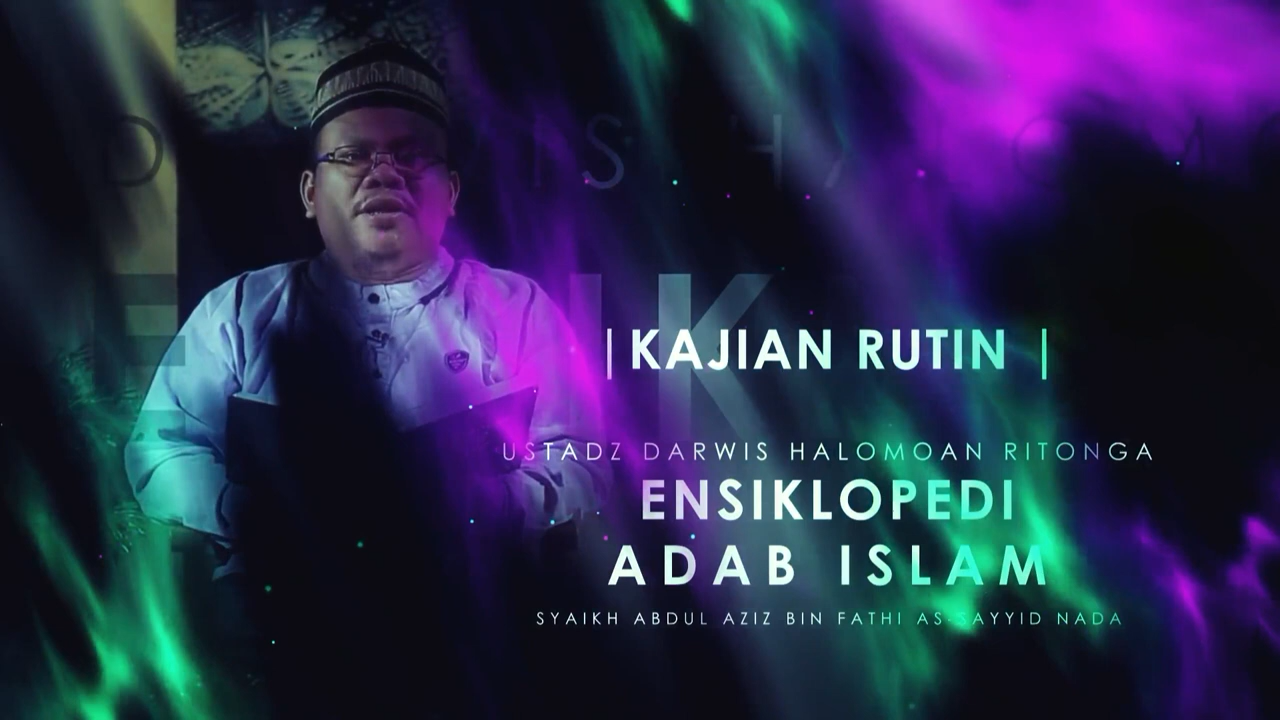 | KAJIAN RUTIN |
USTADZ DARWIS HALOMOAN RITONGA
ENSIKLOPEDI
ADAB ISLAM
SYAIKH ABDUL AZIZ BIN FATHI AS-SAYYID NADA